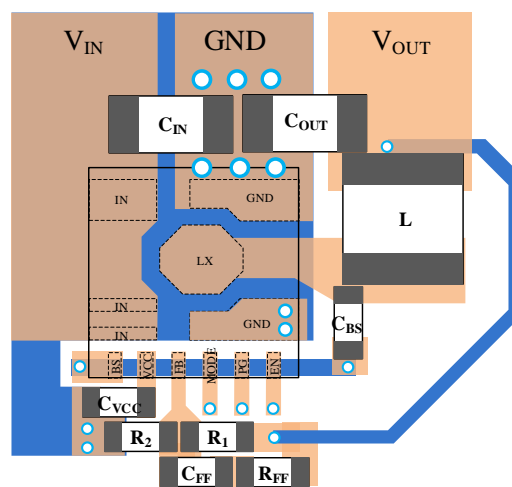 VIN GND VOUT
CIN COUT
IN GND
L
LX
IN GND CBS
IN
BS VCC FB MODE PG EN
CVCC
R2 R1
CFF RFF